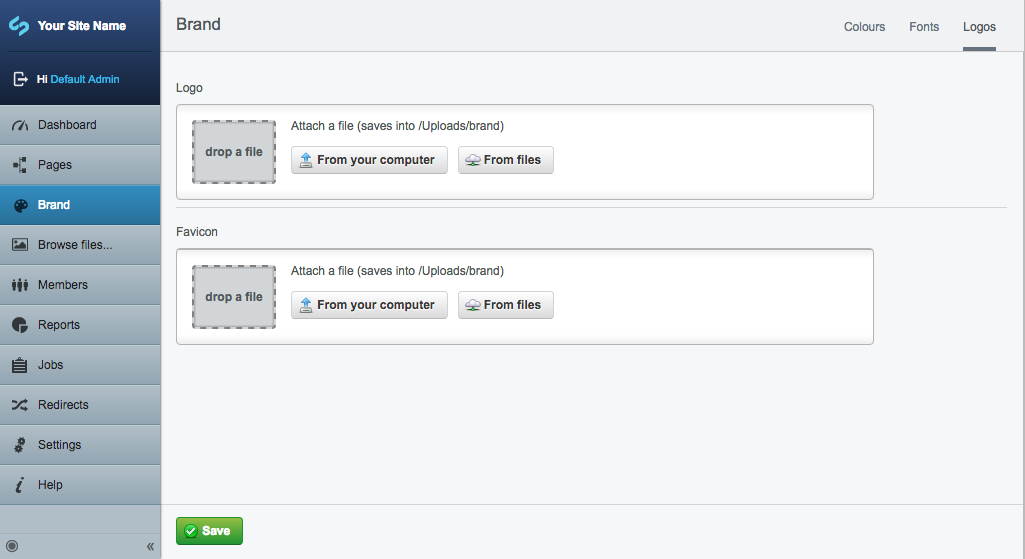 Your Site Name
Hi Default Admin
Dashboard
Pages
Brand
Browse files...
Members
Reports
Jobs
Redirects
Settings
Help
«
Brand
Colours Fonts Logos
Logo
drop a file
Attach a file (saves into /Uploads/brand)
From your computer From files
Favicon
drop a file
Attach a file (saves into /Uploads/brand)
From your computer From files
Save